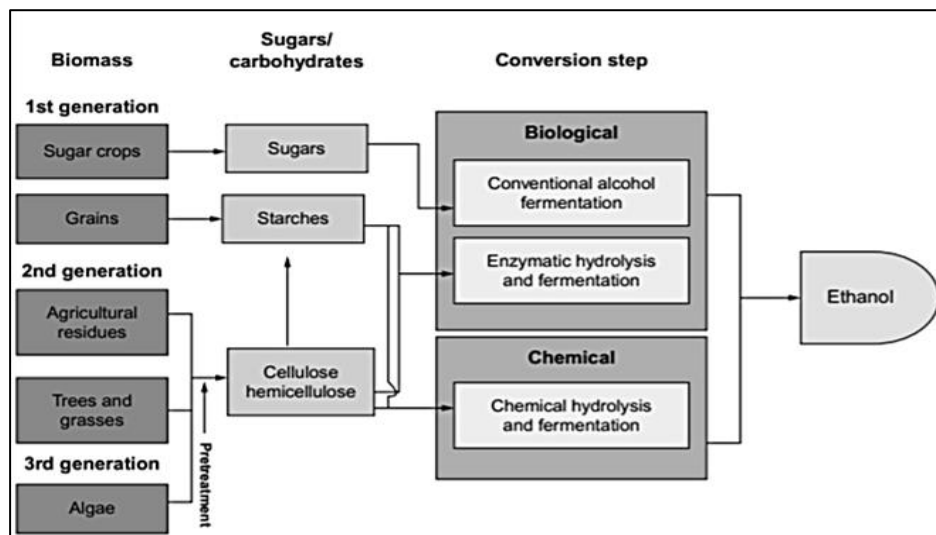 Biomass
Sugars/
carbohydrates
Conversion step
1st generation
Sugar crops
Sugars
Biological
Conventional alcohol
fermentation
Grains
Starches
Enzymatic hydrolysis
and fermentation
2nd generation
Agricultural
residues
Ethanol
Cellulose
hemicellulose
Trees and
grasses
Pretreatment
Chemical
Chemical hydrolysis
and fermentation
3rd generation
Algae